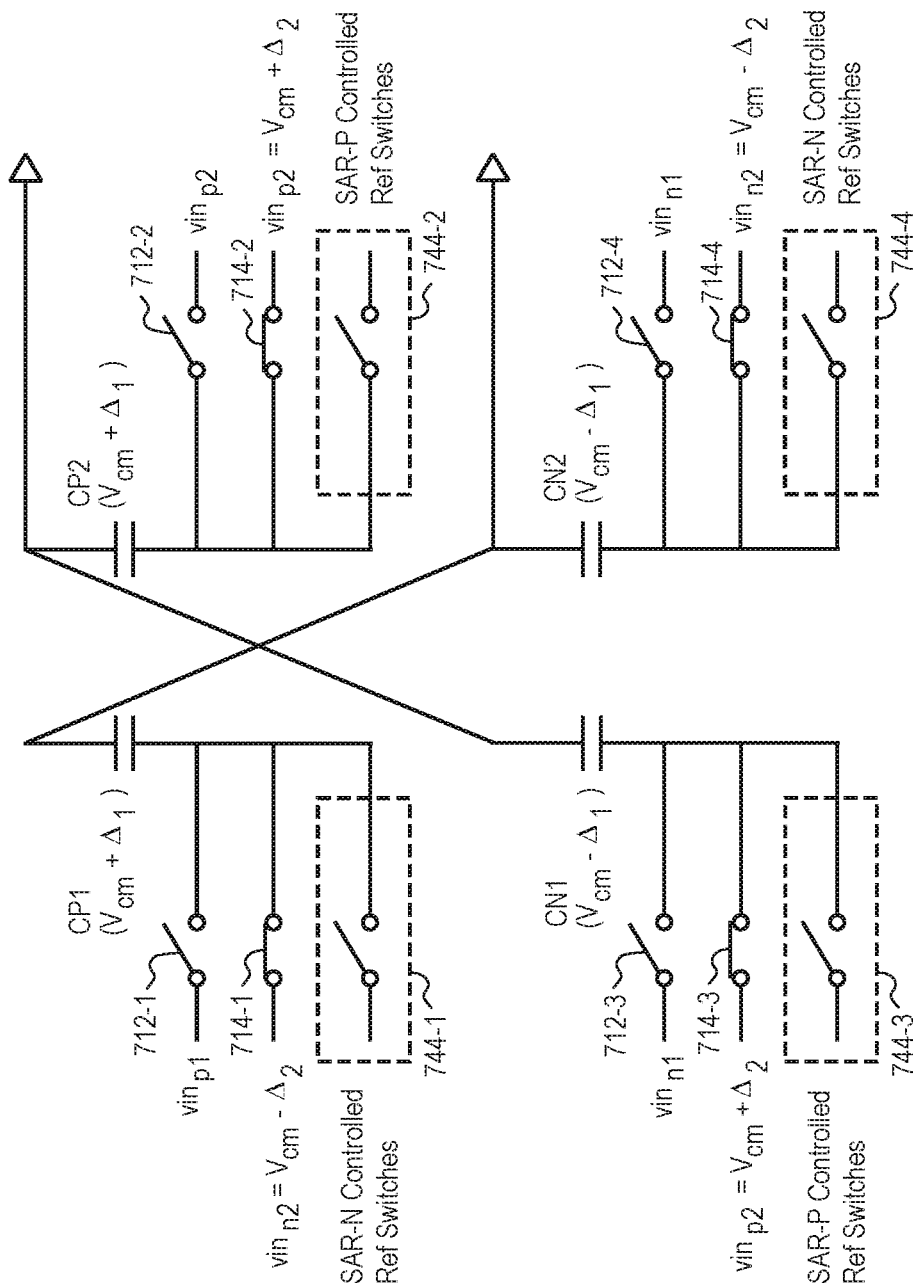 CP1
(V_cm + Δ_1)
712-1
vin_p1
714-1
vin_n2 = V_cm - Δ_2
SAR-N Controlled
Ref Switches
744-1
CP2
(V_cm + Δ_1)
712-2
vin_p2
714-2
vin_p2 = V_cm + Δ_2
SAR-P Controlled
Ref Switches
744-2
CN1
(V_cm - Δ_1)
712-3
vin_n1
714-3
vin_p2 = V_cm + Δ_2
SAR-P Controlled
Ref Switches
744-3
CN2
(V_cm - Δ_1)
712-4
vin_n1
714-4
vin_n2 = V_cm - Δ_2
SAR-N Controlled
Ref Switches
744-4